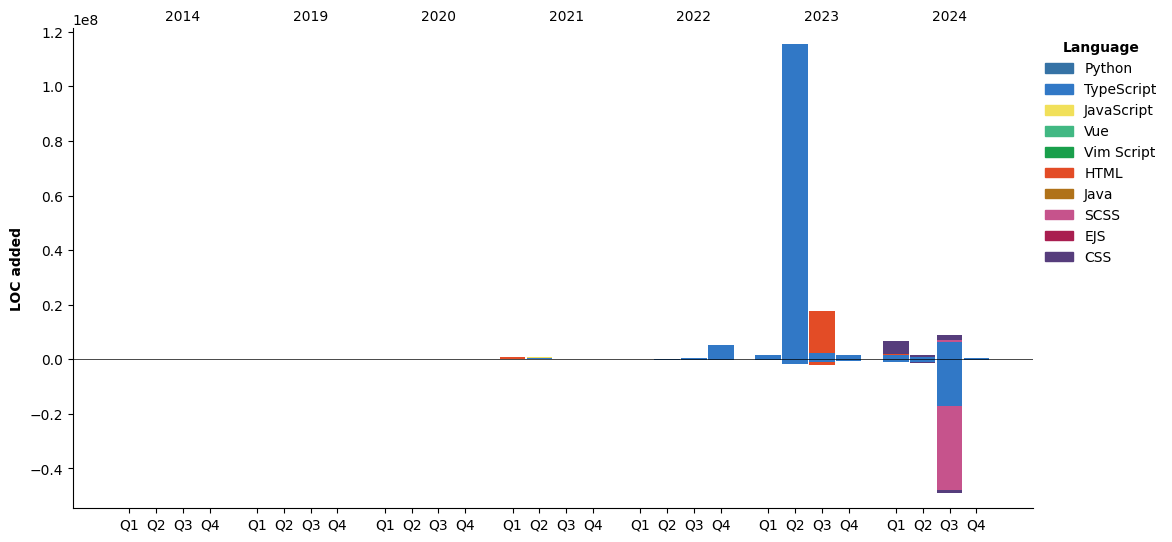 1e8
2014 2019 2020 2021 2022 2023 2024
1.2
1.0
0.8
0.6
0.4
0.2
0.0
−0.2
−0.4
LOC added
Q1 Q2 Q3 Q4 Q1 Q2 Q3 Q4 Q1 Q2 Q3 Q4 Q1 Q2 Q3 Q4 Q1 Q2 Q3 Q4 Q1 Q2 Q3 Q4 Q1 Q2 Q3 Q4
Language
Python
TypeScript
JavaScript
Vue
Vim Script
HTML
Java
SCSS
EJS
CSS